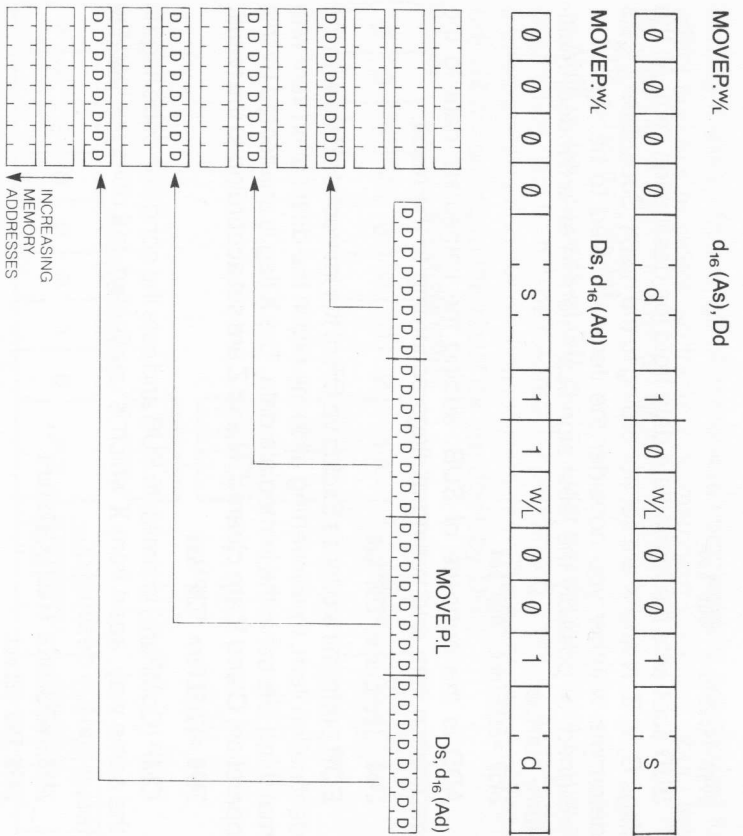 MOVEP.W/L d16 (As), Dd
0 0 0 0 d 1 0 W/L 0 0 1 s
MOVEP.W/L Ds, d16 (Ad)
0 0 0 0 s 1 1 W/L 0 0 1 d
MOVEP.L Ds, d16 (Ad)
D D D D D D D D D D D D D D D D D D D D D D D D D D D D D D D D
D D D D D D D D
D D D D D D D D
D D D D D D D D
D D D D D D D D
INCREASING
MEMORY
ADDRESSES